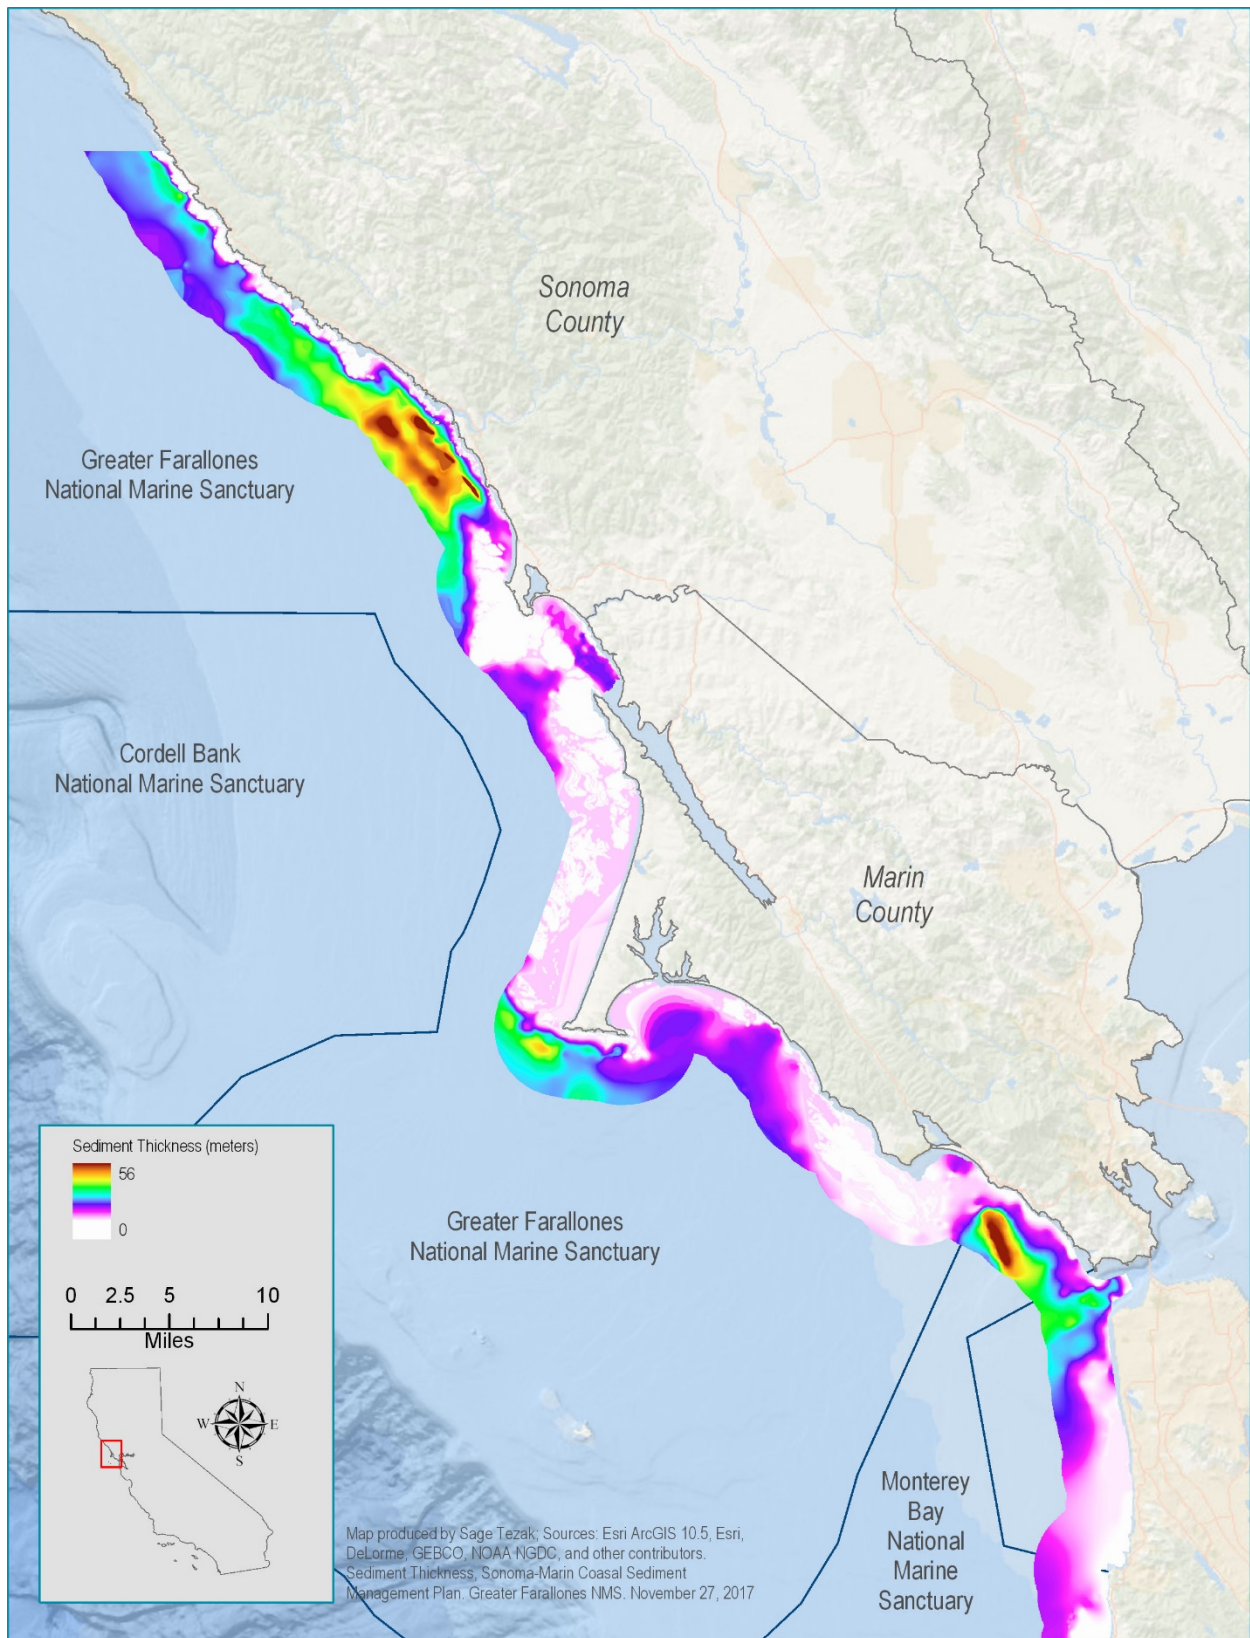 Sonoma
County
Greater Farallones
National Marine Sanctuary
Cordell Bank
National Marine Sanctuary
Marin
County
Sediment Thickness (meters)
56
0
0 2.5 5 10
Miles
N
W E
S
Greater Farallones
National Marine Sanctuary
Monterey
Bay
National
Marine
Sanctuary
Map produced by Sage Tezak; Sources: Esri ArcGIS 10.5, Esri,
DeLorme, GEBCO, NOAA NGDC, and other contributors.
Sediment Thickness, Sonoma-Marin Coasal Sediment
Management Plan. Greater Farallones NMS. November 27, 2017